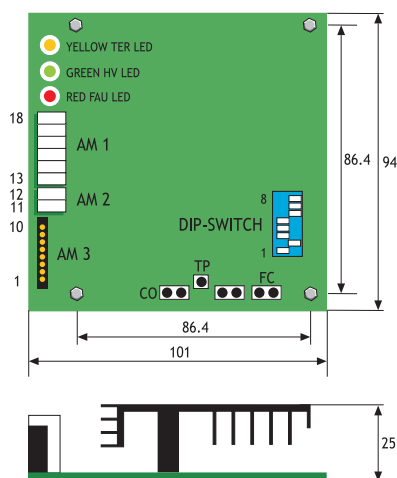 YELLOW TER LED
GREEN HV LED
RED FAU LED
18
AM 1
13
12
AM 2
11
10
AM 3
1
8
DIP-SWITCH
1
TP
CO
FC
86.4
94
86.4
101
25